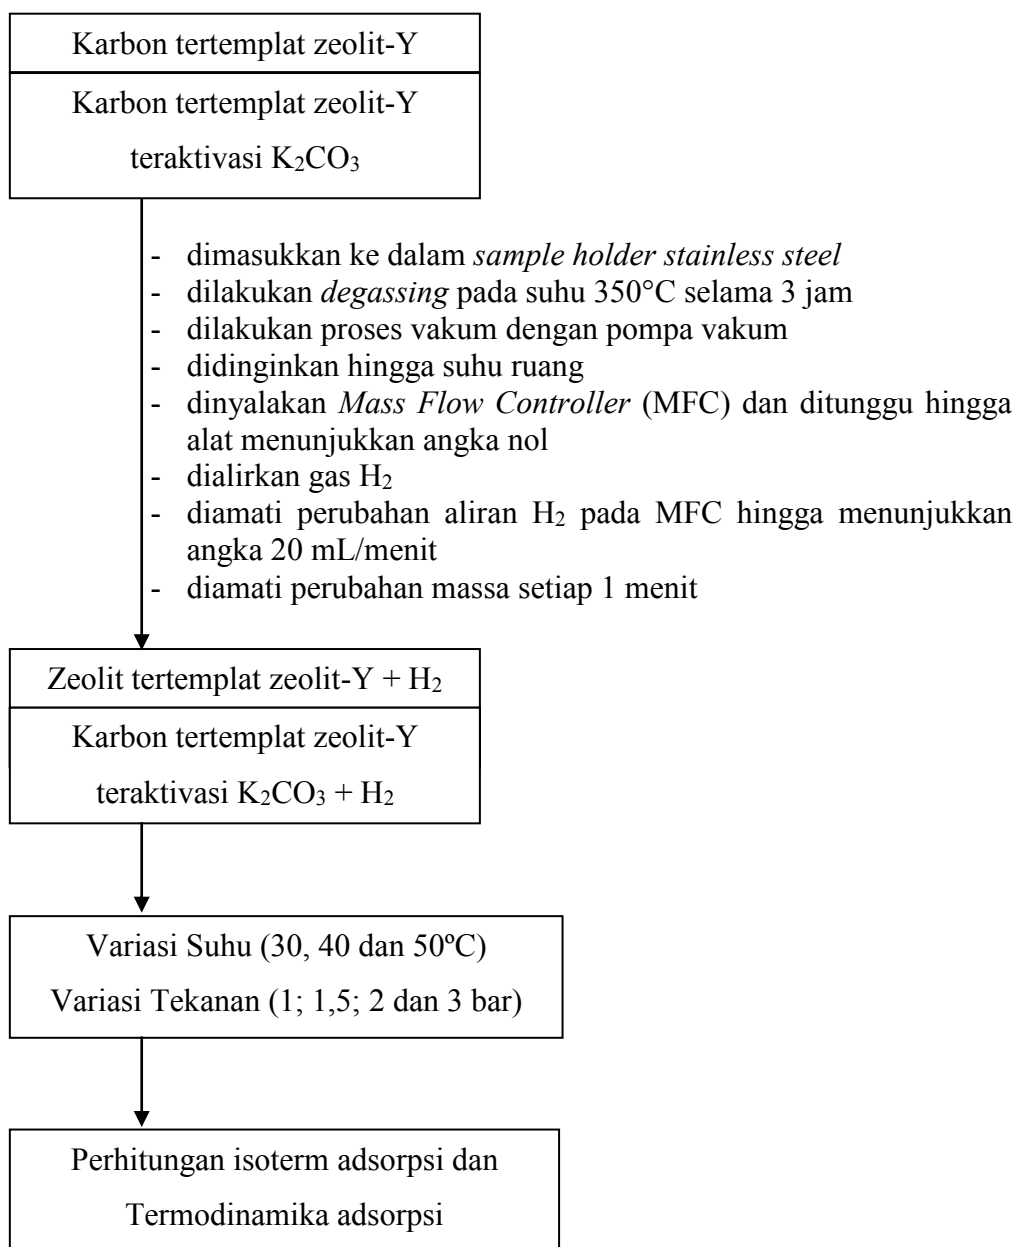 Karbon tertemplat zeolit-Y
Karbon tertemplat zeolit-Y
teraktivasi K₂CO₃
- dimasukkan ke dalam sample holder stainless steel
- dilakukan degassing pada suhu 350°C selama 3 jam
- dilakukan proses vakum dengan pompa vakum
- didinginkan hingga suhu ruang
- dinyalakan Mass Flow Controller (MFC) dan ditunggu hingga
alat menunjukkan angka nol
- dialirkan gas H₂
- diamati perubahan aliran H₂ pada MFC hingga menunjukkan
angka 20 mL/menit
- diamati perubahan massa setiap 1 menit
Zeolit tertemplat zeolit-Y + H₂
Karbon tertemplat zeolit-Y
teraktivasi K₂CO₃ + H₂
Variasi Suhu (30, 40 dan 50ºC)
Variasi Tekanan (1; 1,5; 2 dan 3 bar)
Perhitungan isoterm adsorpsi dan
Termodinamika adsorpsi